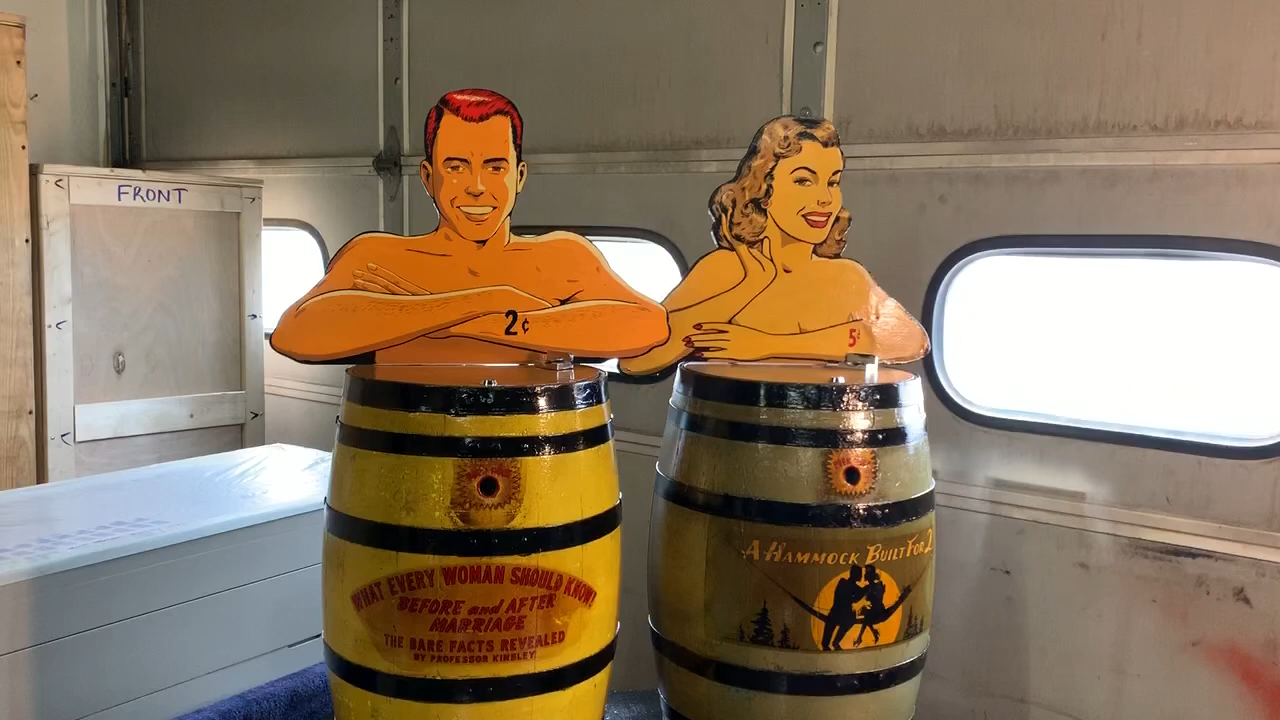 FRONT
2¢
5¢
WHAT EVERY WOMAN SHOULD KNOW!
BEFORE and AFTER
MARRIAGE
THE BARE FACTS REVEALED
BY PROFESSOR KINSLEY
A HAMMOCK BUILT FOR 2